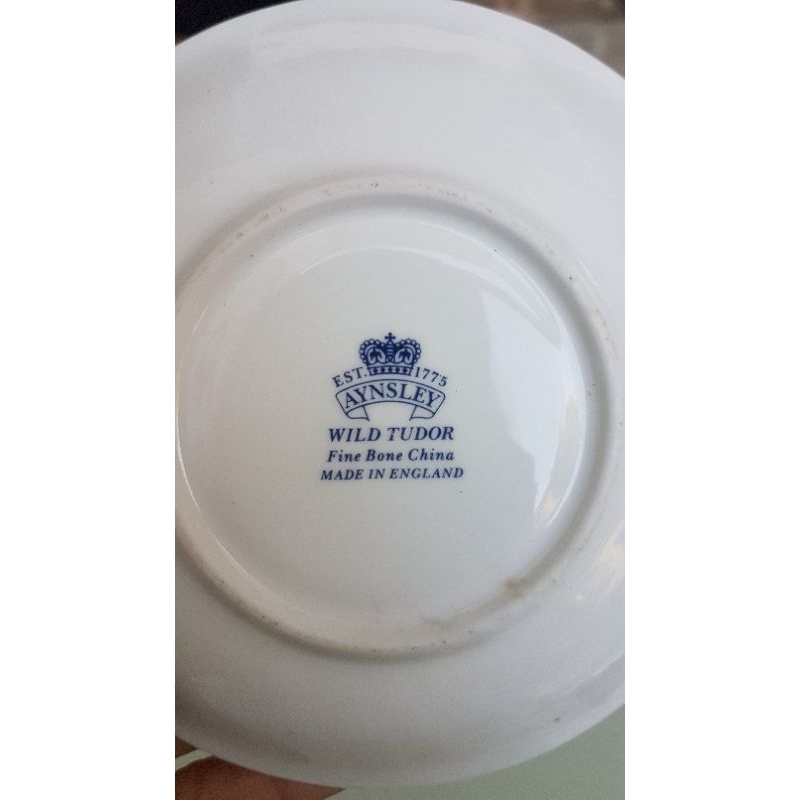 EST. 1775
AYNSLEY
WILD TUDOR
Fine Bone China
MADE IN ENGLAND